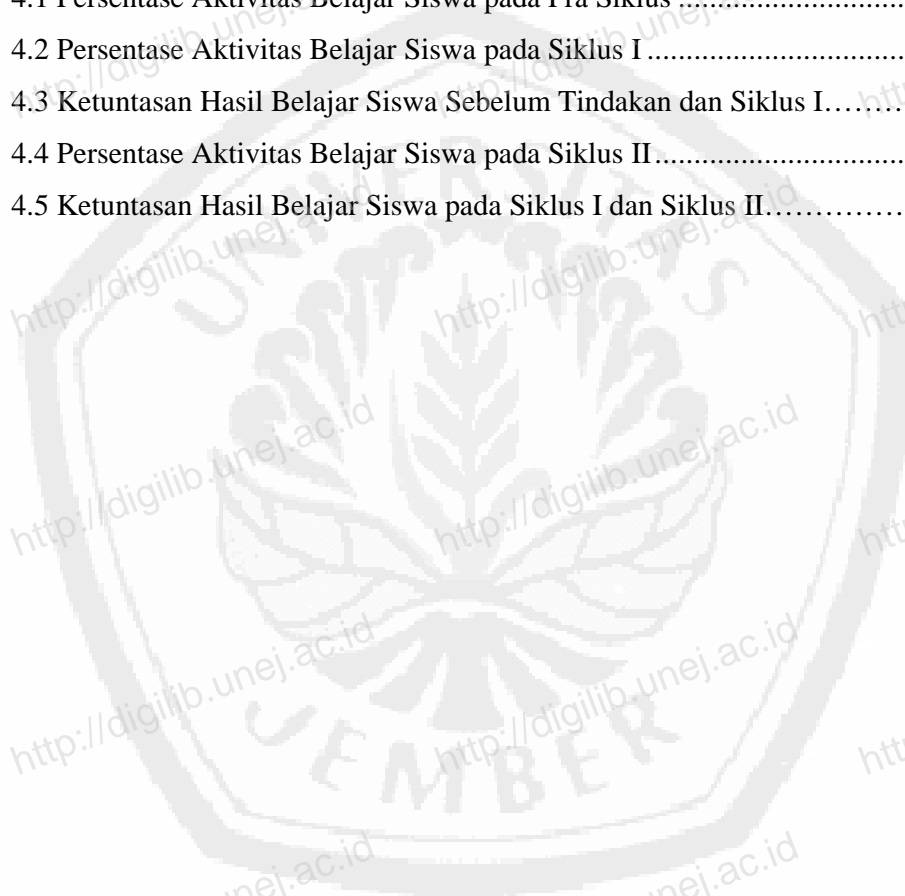 4.1 Persentase Aktivitas Belajar Siswa pada Pra Siklus ..............................
4.2 Persentase Aktivitas Belajar Siswa pada Siklus I ..................................
4.3 Ketuntasan Hasil Belajar Siswa Sebelum Tindakan dan Siklus I………
4.4 Persentase Aktivitas Belajar Siswa pada Siklus II .................................
4.5 Ketuntasan Hasil Belajar Siswa pada Siklus I dan Siklus II……………
UNIVERSITAS
http://digilib.unej.ac.id
http://digilib.unej.ac.id
http://digilib.unej.ac.id
http://digilib.unej.ac.id
http://digilib.unej.ac.id
http://digilib.unej.ac.id
JEMBER